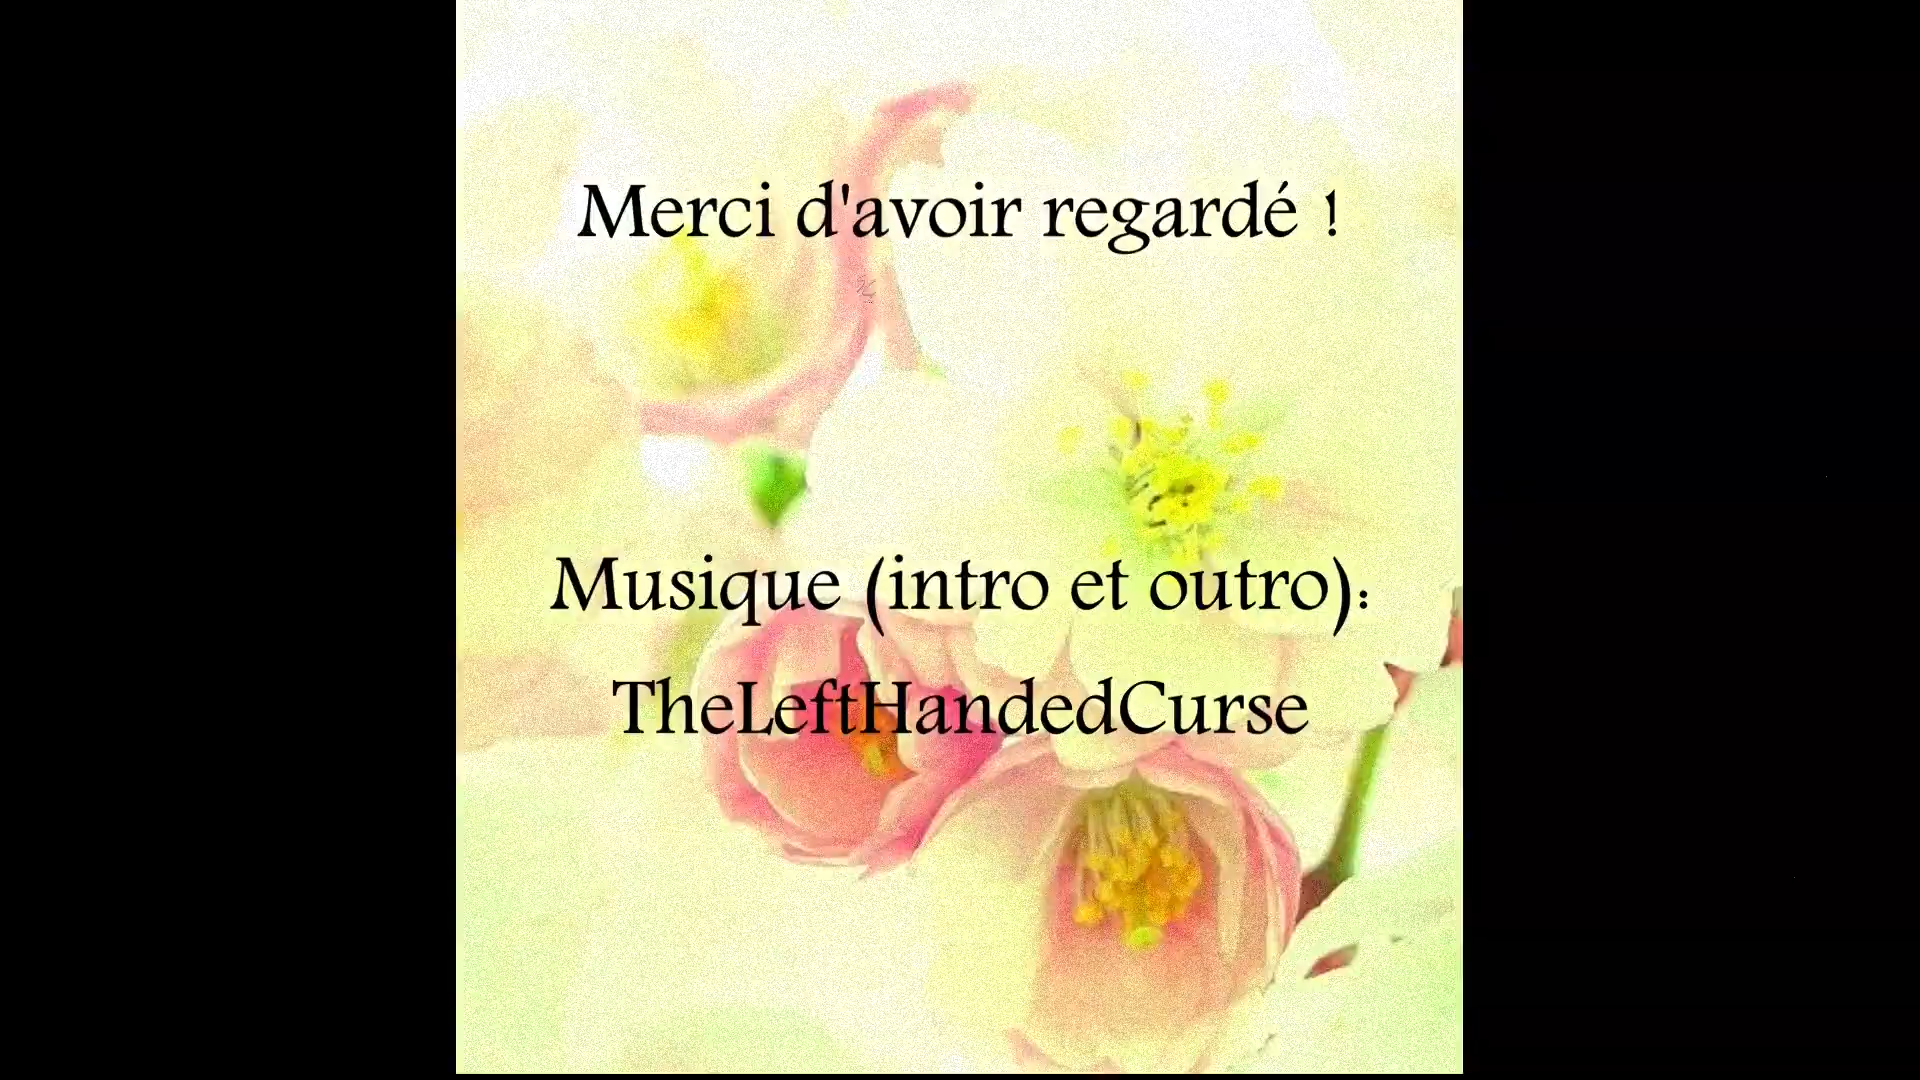 Merci d'avoir regardé !
Musique (intro et outro):
TheLeftHandedCurse